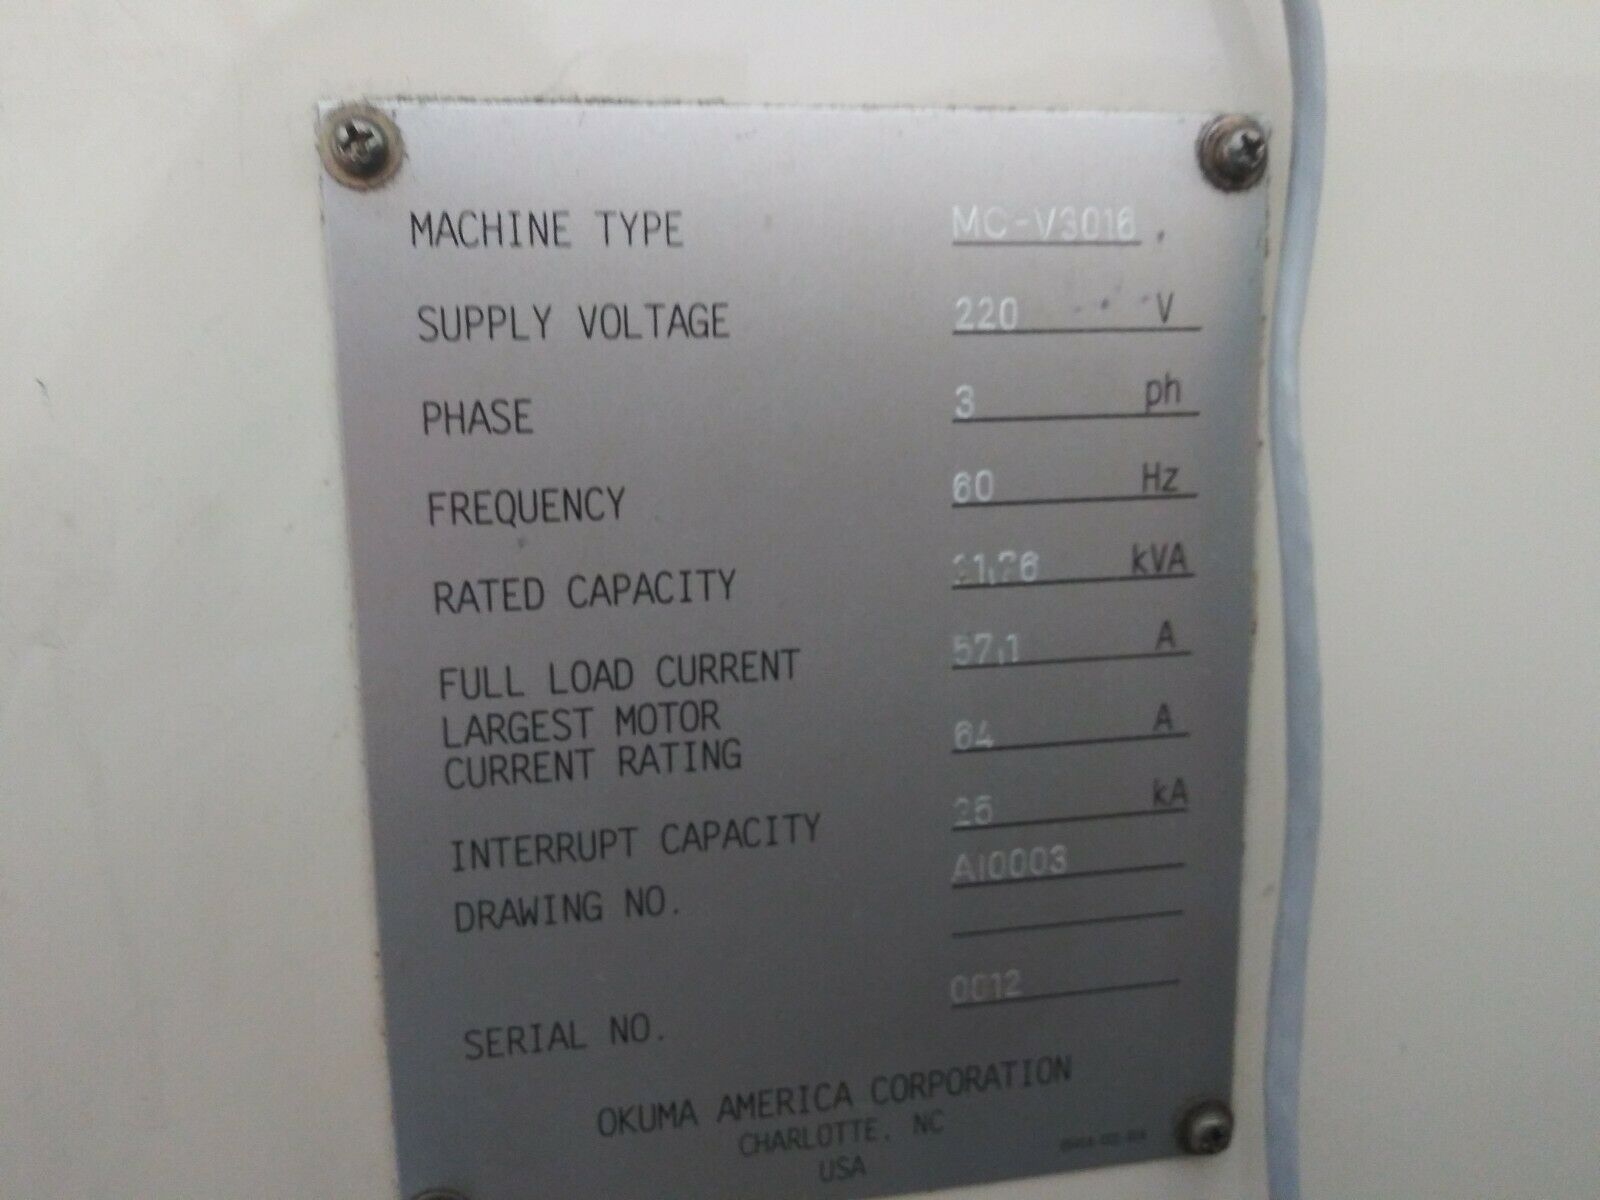 MACHINE TYPE MC-V3016
SUPPLY VOLTAGE 220 V
PHASE 3 ph
FREQUENCY 60 Hz
RATED CAPACITY kVA
FULL LOAD CURRENT 57.1 A
LARGEST MOTOR
CURRENT RATING 64 A
INTERRUPT CAPACITY 25 kA
DRAWING NO. AI0003
SERIAL NO. 0012
OKUMA AMERICA CORPORATION
CHARLOTTE, NC
USA